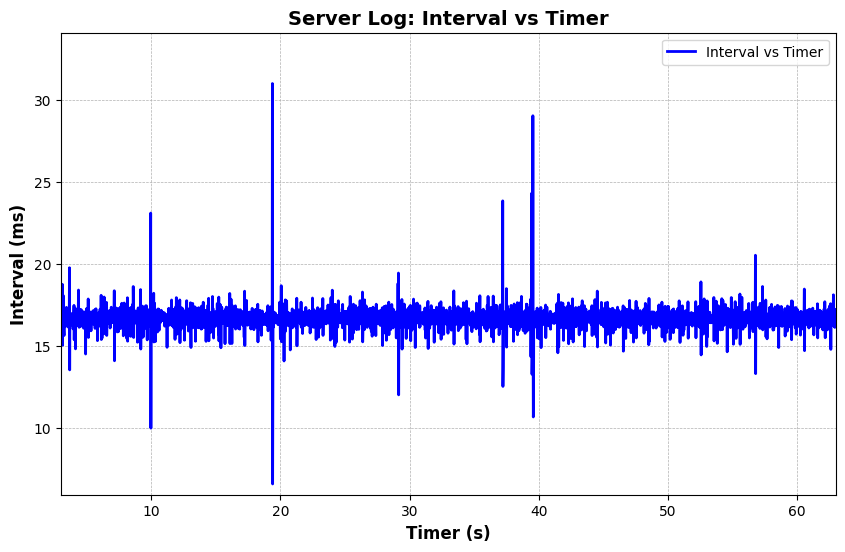 Server Log: Interval vs Timer
Interval vs Timer
30
25
20
15
10
Interval (ms)
10 20 30 40 50 60
Timer (s)